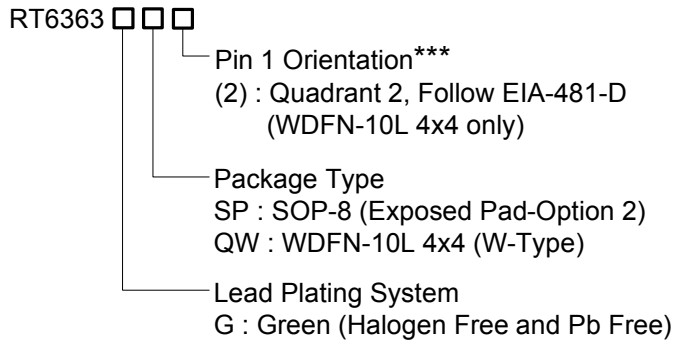 RT6363 □ □ □
Pin 1 Orientation***
(2) : Quadrant 2, Follow EIA-481-D
(WDFN-10L 4x4 only)
Package Type
SP : SOP-8 (Exposed Pad-Option 2)
QW : WDFN-10L 4x4 (W-Type)
Lead Plating System
G : Green (Halogen Free and Pb Free)